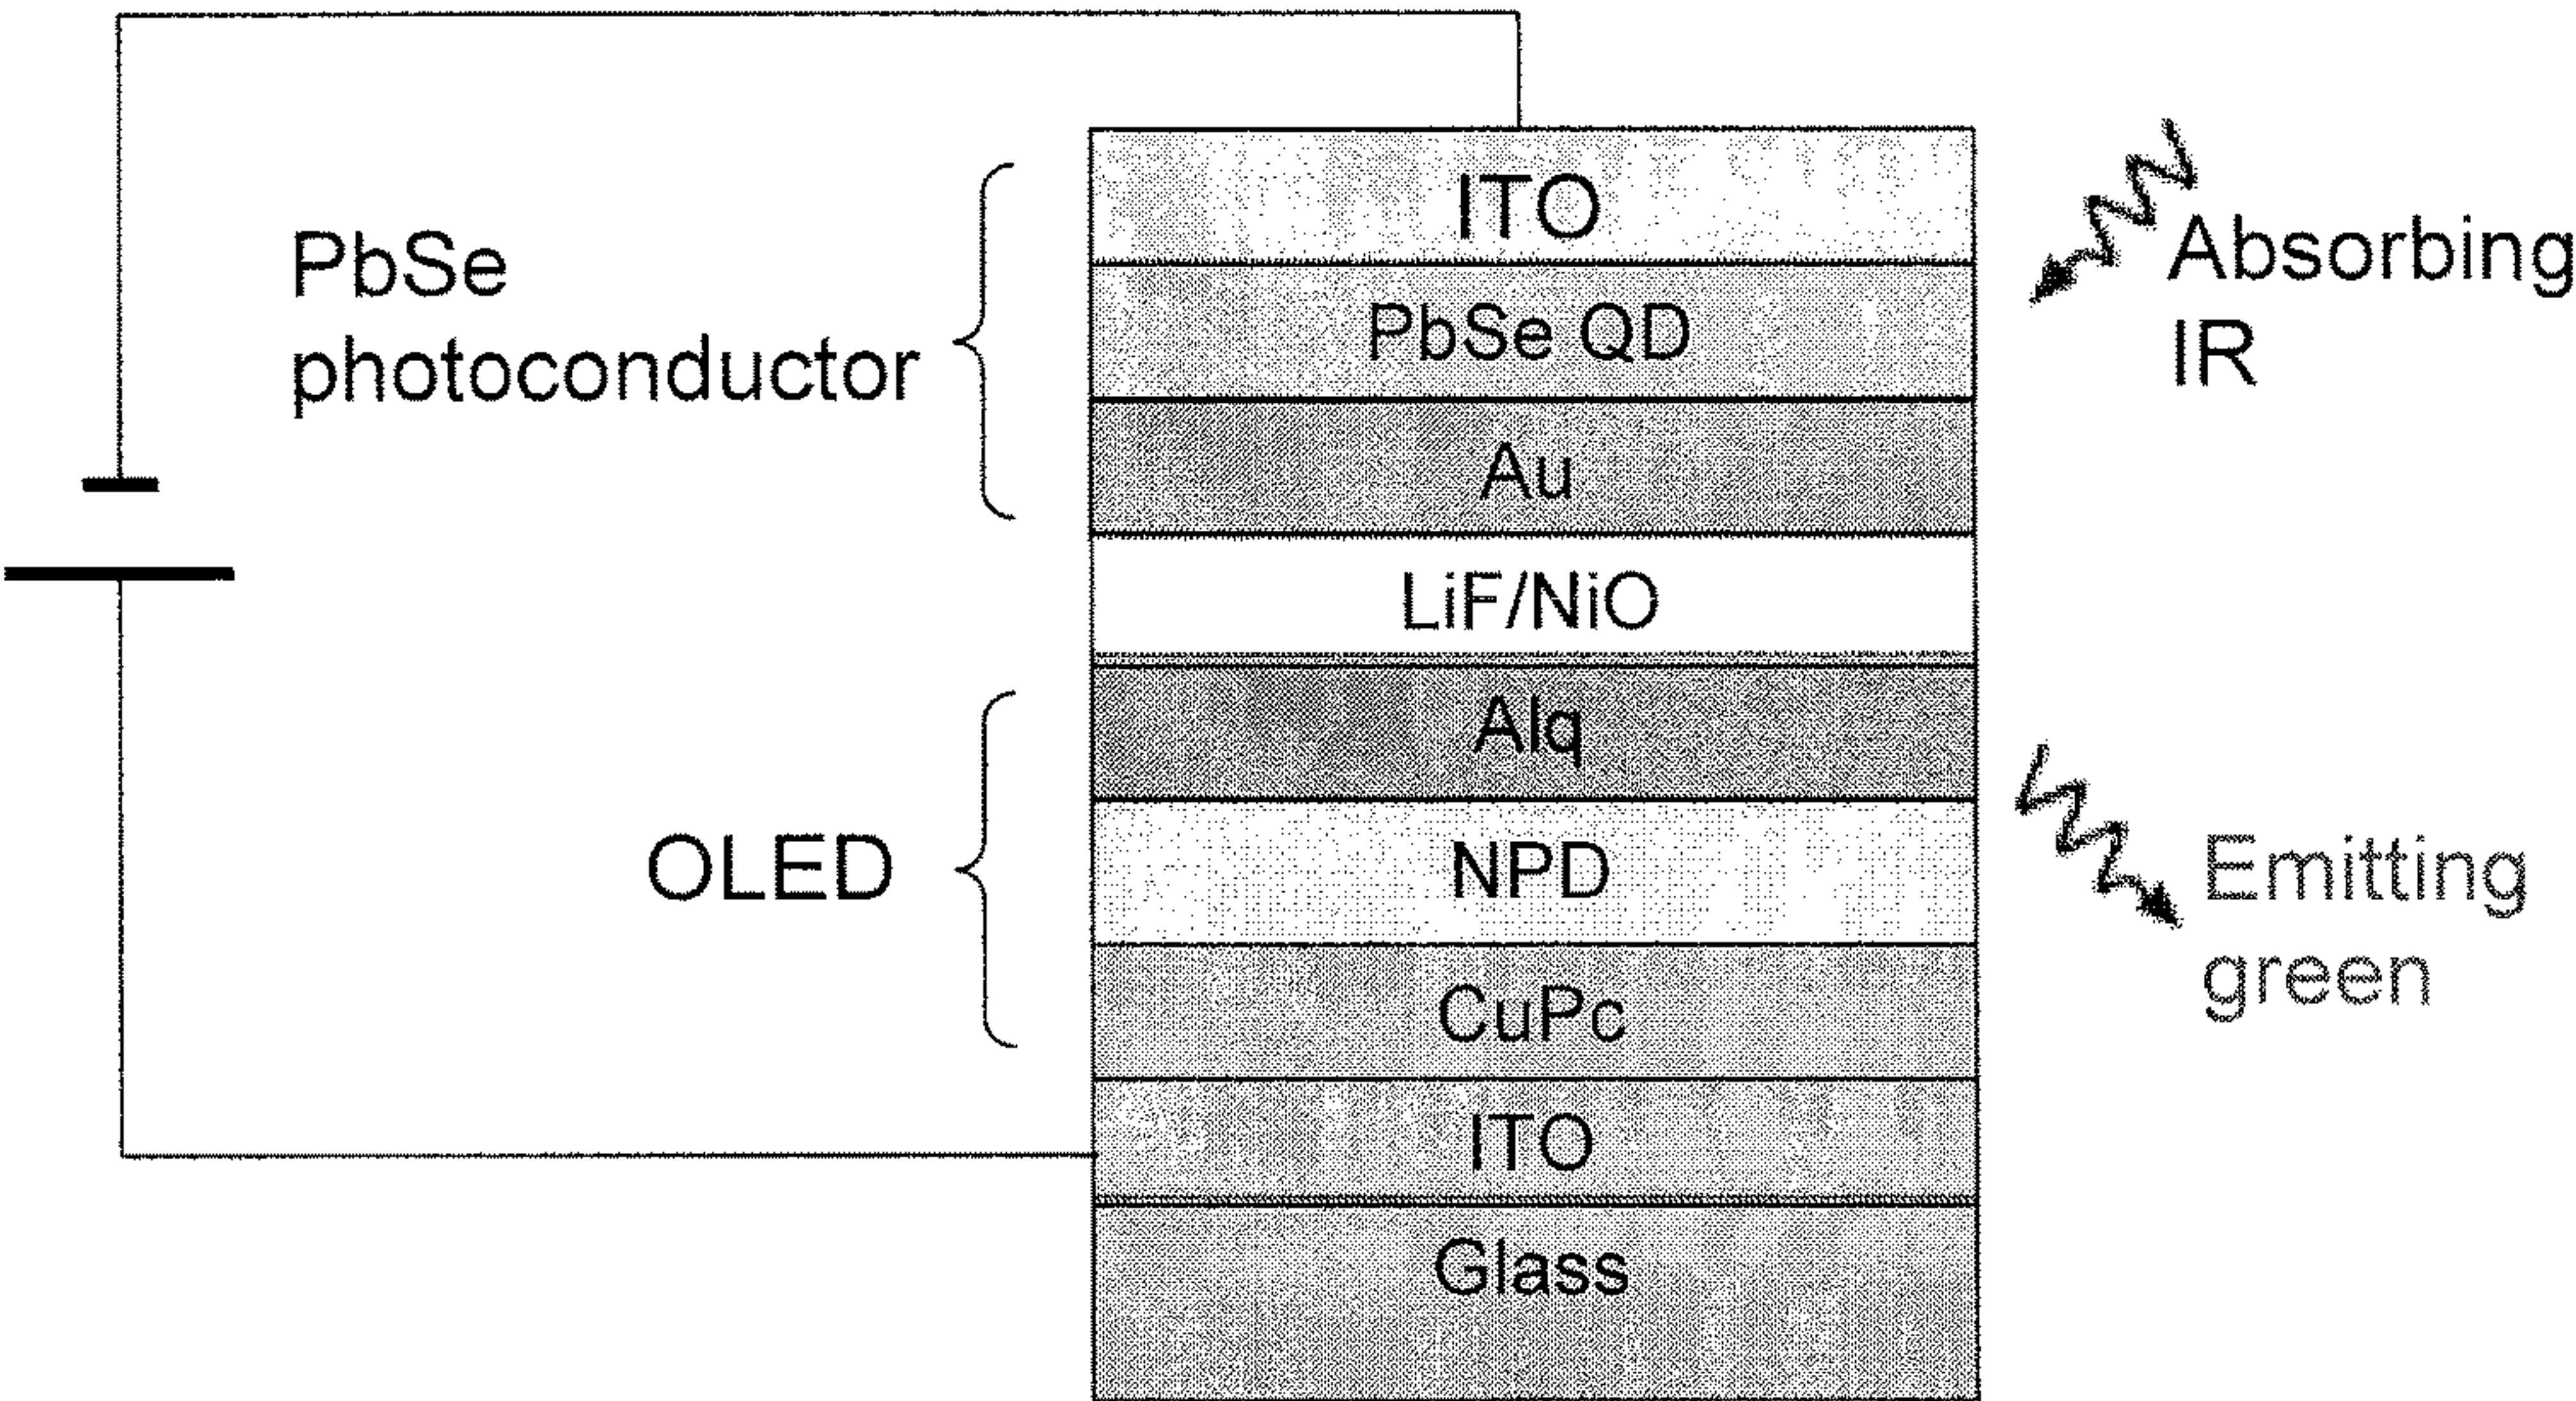 PbSe
photoconductor
OLED
ITO
PbSe QD
Au
LiF/NiO
Alq
NPD
CuPc
ITO
Glass
Absorbing
IR
Emitting
green